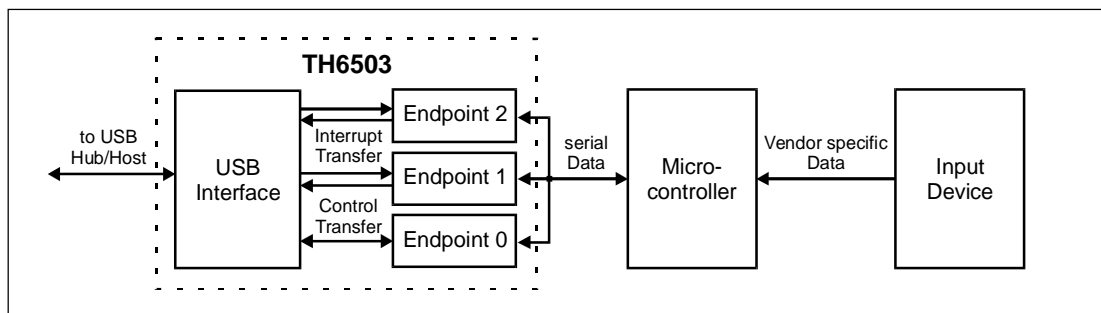 TH6503
to USB
Hub/Host
USB
Interface
Interrupt
Transfer
Control
Transfer
Endpoint 2
Endpoint 1
Endpoint 0
serial
Data
Micro-
controller
Vendor specific
Data
Input
Device